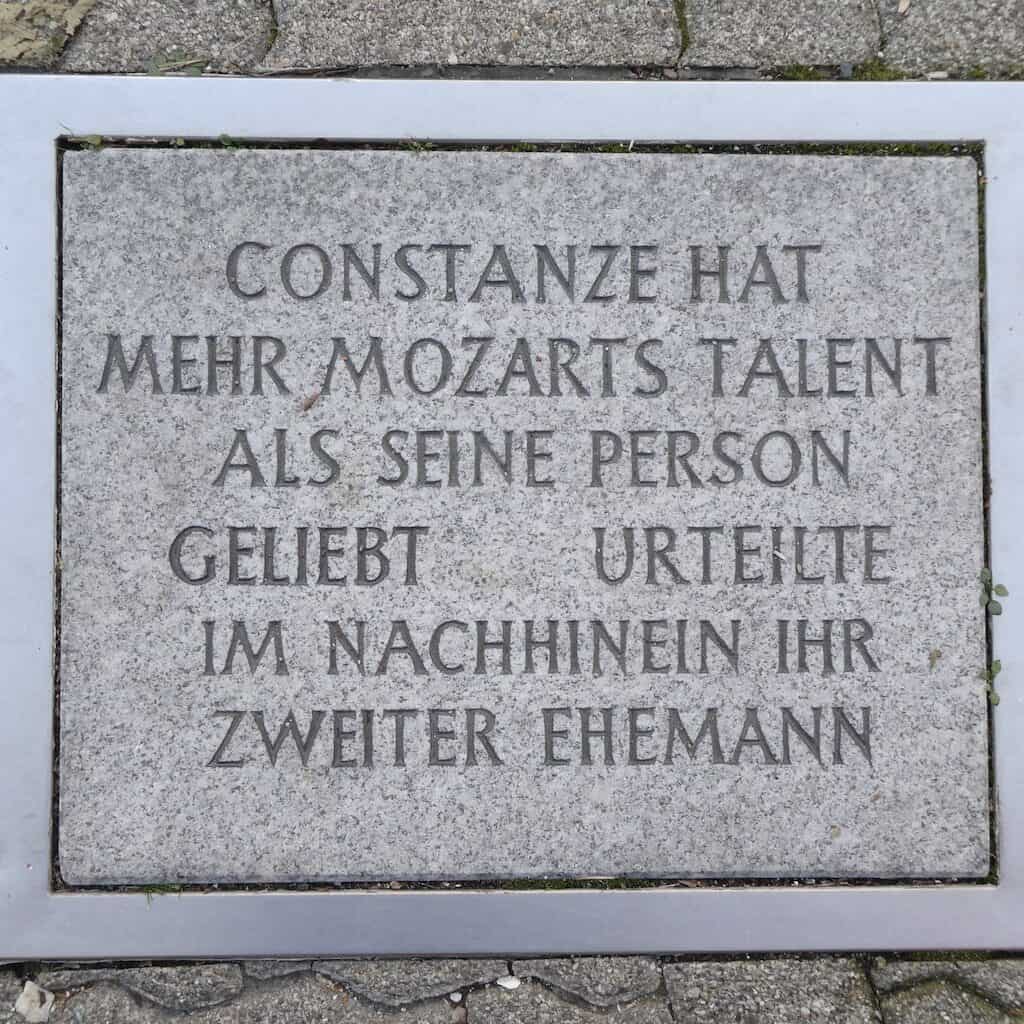 CONSTANZE HAT
MEHR MOZARTS TALENT
ALS SEINE PERSON
GELIEBT URTEILTE
IM NACHHINEIN IHR
ZWEITER EHEMANN